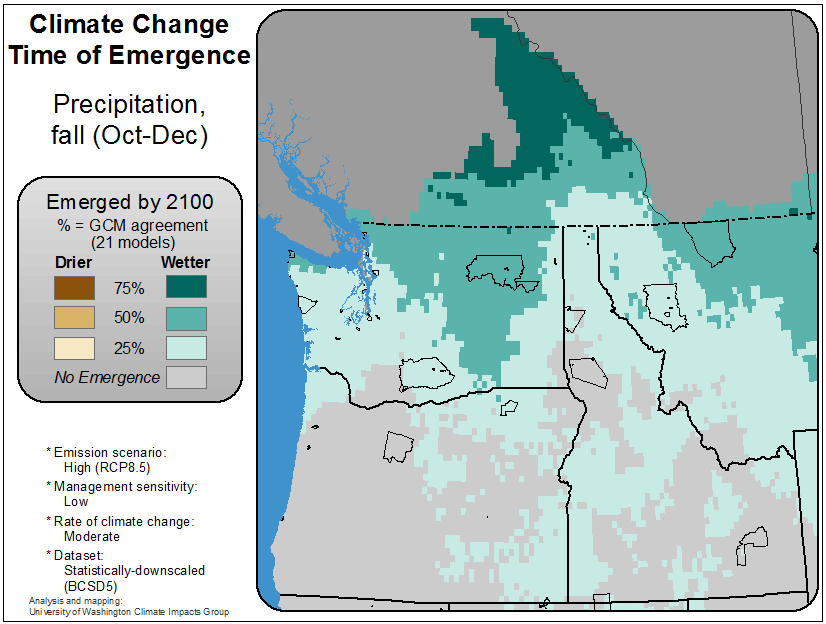 Climate Change
Time of Emergence
Precipitation,
fall (Oct-Dec)
Emerged by 2100
% = GCM agreement
(21 models)
Drier Wetter
75%
50%
25%
No Emergence
* Emission scenario:
High (RCP8.5)
* Management sensitivity:
Low
* Rate of climate change:
Moderate
* Dataset:
Statistically-downscaled
(BCSD5)
Analysis and mapping:
University of Washington Climate Impacts Group